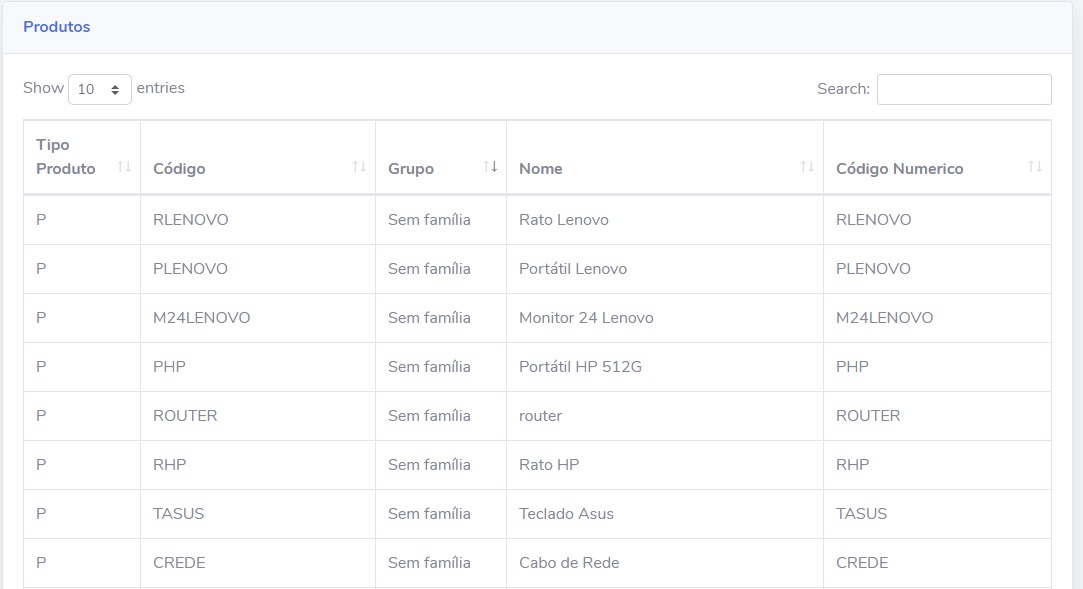 Produtos
Show 10 entries Search:
Tipo
Produto Código Grupo Nome Código Numerico
P RLENOVO Sem família Rato Lenovo RLENOVO
P PLENOVO Sem família Portátil Lenovo PLENOVO
P M24LENOVO Sem família Monitor 24 Lenovo M24LENOVO
P PHP Sem família Portátil HP 512G PHP
P ROUTER Sem família router ROUTER
P RHP Sem família Rato HP RHP
P TASUS Sem família Teclado Asus TASUS
P CREDE Sem família Cabo de Rede CREDE